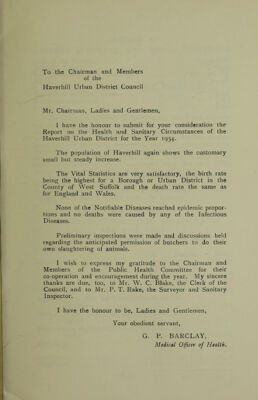 To the Chairman and Members
of the
Haverhill Urban District Council
Mr. Chairman, Ladies and Gentlemen,
I have the honour to submit for your consideration the
Report on the Health and Sanitary Circumstances of the
Haverhill Urban District for the Year 1954.
The population of Haverhill again shows the customary
small but steady increase.
The Vital Statistics are very satisfactory, the birth rate
being the highest for a Borough or Urban District in the
County of West Suffolk and the death rate the same as
for England and Wales.
None of the Notifiable Diseases reached epidemic propor-
tions and no deaths were caused by any of the Infectious
Diseases.
Preliminary inspections were made and discussions held
regarding the anticipated permission of butchers to do their
own slaughtering of animals.
I wish to express my gratitude to the Chairman and
Members of the Public Health Committee for their
co-operation and encouragement during the year. My sincere
thanks are due, too, to Mr. W. C. Blake, the Clerk of the
Council, and to Mr. P. T. Rake, the Surveyor and Sanitary
Inspector.
I have the honour to be, Ladies and Gentlemen,
Your obedient servant,
G. P. BARCLAY,
Medical Officer of Health.